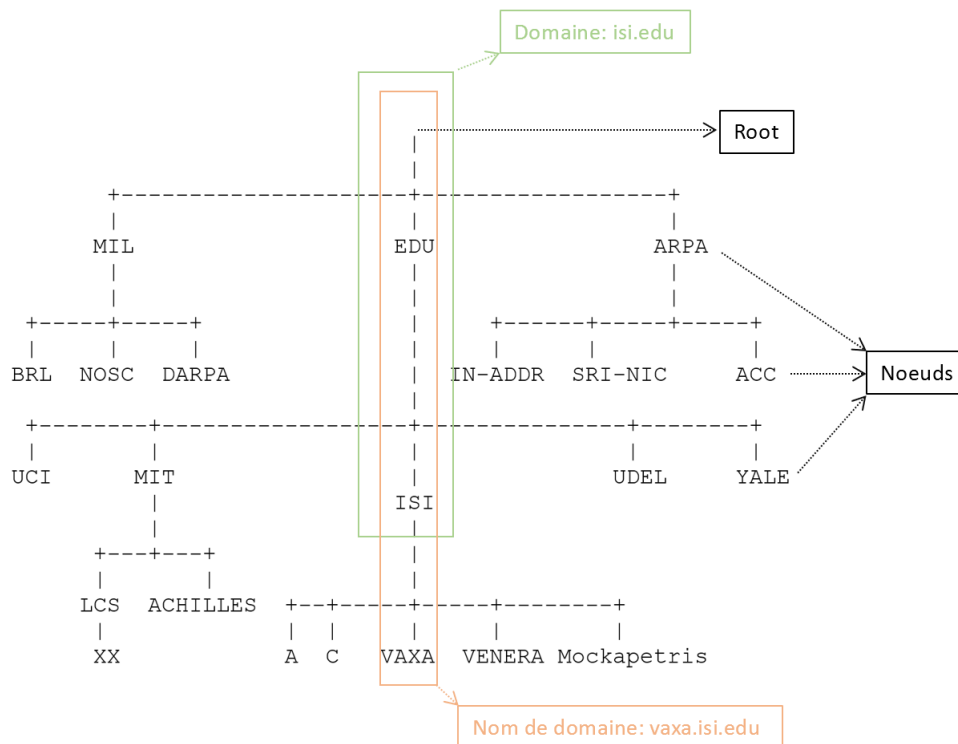 Domaine: isi.edu
Root
MIL EDU ARPA
BRL NOSC DARPA IN-ADDR SRI-NIC ACC Noeuds
UCI MIT UDEL YALE
ISI
LCS ACHILLES
XX A C VAXA VENERA Mockapetris
Nom de domaine: vaxa.isi.edu